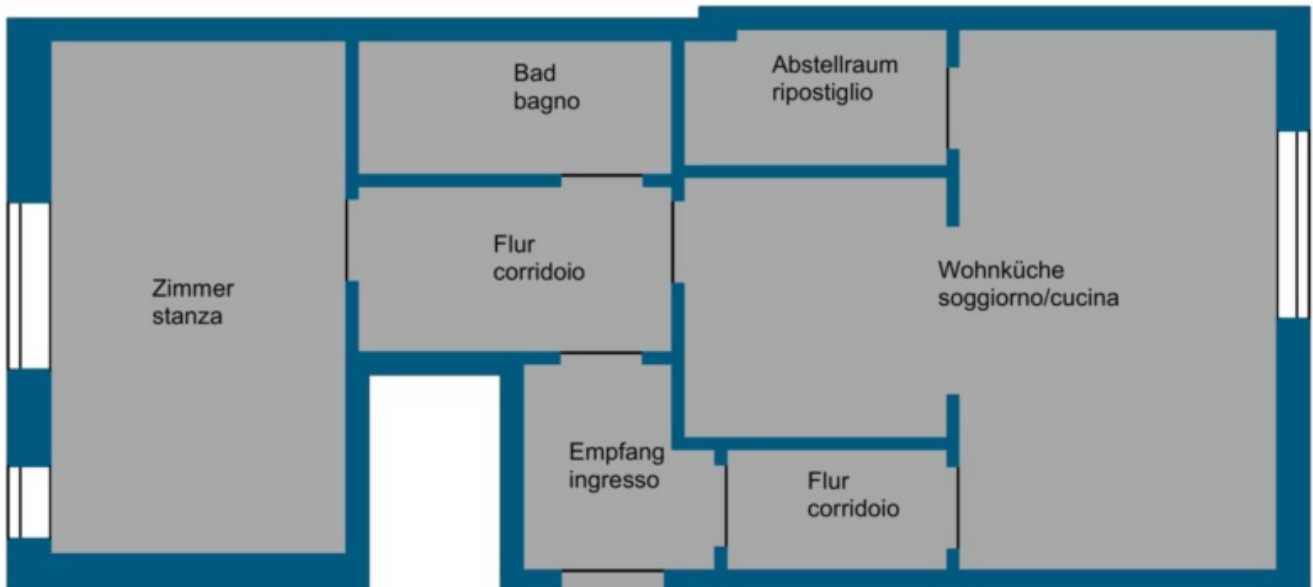 Bad
bagno
Abstellraum
ripostiglio
Flur
corridoio
Zimmer
stanza
Wohnküche
soggiorno/cucina
Empfang
ingresso
Flur
corridoio